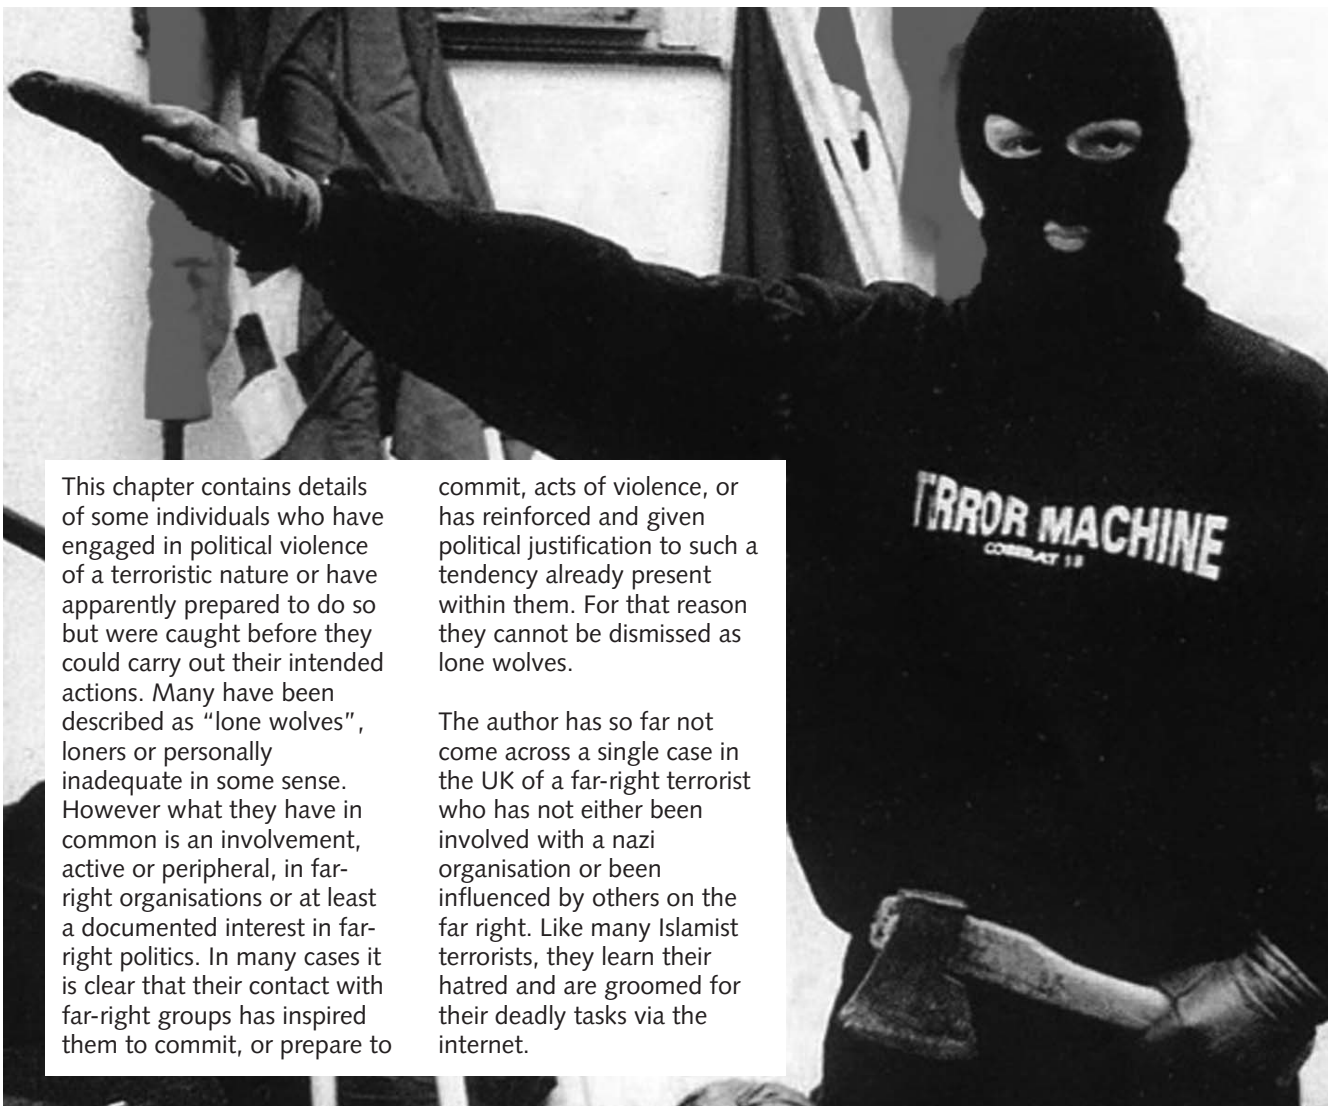 This chapter contains details
of some individuals who have
engaged in political violence
of a terroristic nature or have
apparently prepared to do so
but were caught before they
could carry out their intended
actions. Many have been
described as “lone wolves”,
loners or personally
inadequate in some sense.
However what they have in
common is an involvement,
active or peripheral, in far-
right organisations or at least
a documented interest in far-
right politics. In many cases it
is clear that their contact with
far-right groups has inspired
them to commit, or prepare to
commit, acts of violence, or
has reinforced and given
political justification to such a
tendency already present
within them. For that reason
they cannot be dismissed as
lone wolves.
The author has so far not
come across a single case in
the UK of a far-right terrorist
who has not either been
involved with a nazi
organisation or been
influenced by others on the
far right. Like many Islamist
terrorists, they learn their
hatred and are groomed for
their deadly tasks via the
internet.
TERROR MACHINE
COMBAT 18